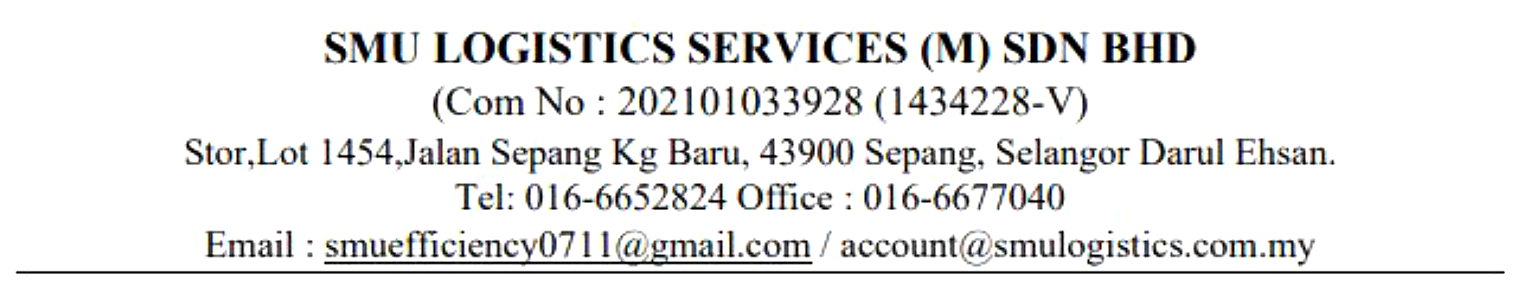 SMU LOGISTICS SERVICES (M) SDN BHD
(Com No : 202101033928 (1434228-V)
Stor,Lot 1454,Jalan Sepang Kg Baru, 43900 Sepang, Selangor Darul Ehsan.
Tel: 016-6652824 Office : 016-6677040
Email : smuefficiency0711@gmail.com / account@smulogistics.com.my